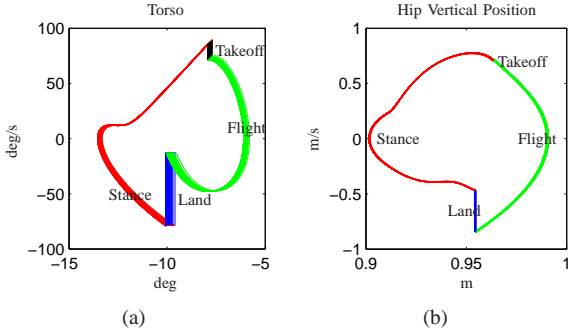 Torso
100
50
0
−50
−100
deg/s
Takeoff
Flight
Stance
Land
−15
−10
−5
deg
(a)
Hip Vertical Position
1
0.5
0
−0.5
−1
m/s
Takeoff
Stance
Flight
Land
0.9
0.95
1
m
(b)